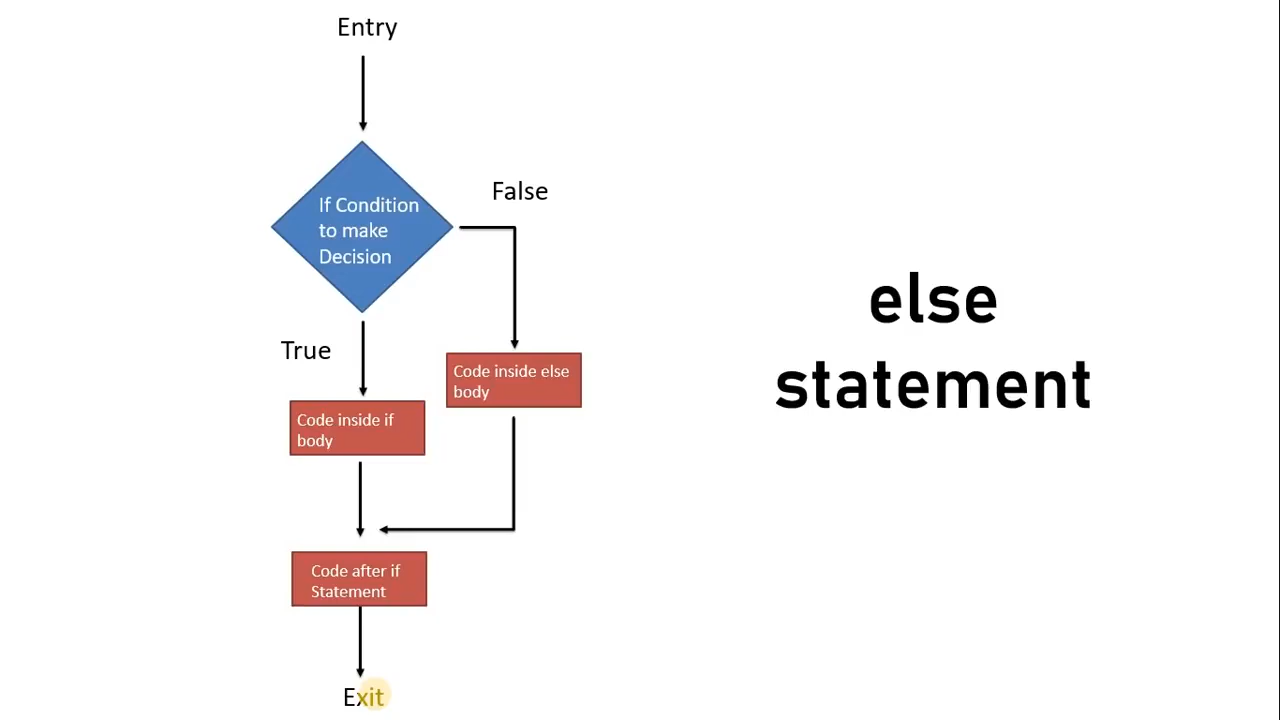 Entry
If Condition
to make
Decision
False
True
Code inside else
body
Code inside if
body
Code after if
Statement
Exit
else
statement